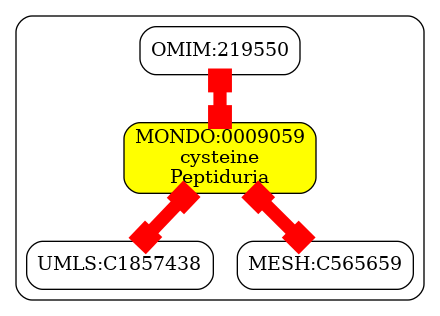 OMIM:219550
MONDO:0009059
cysteine
Peptiduria
UMLS:C1857438
MESH:C565659